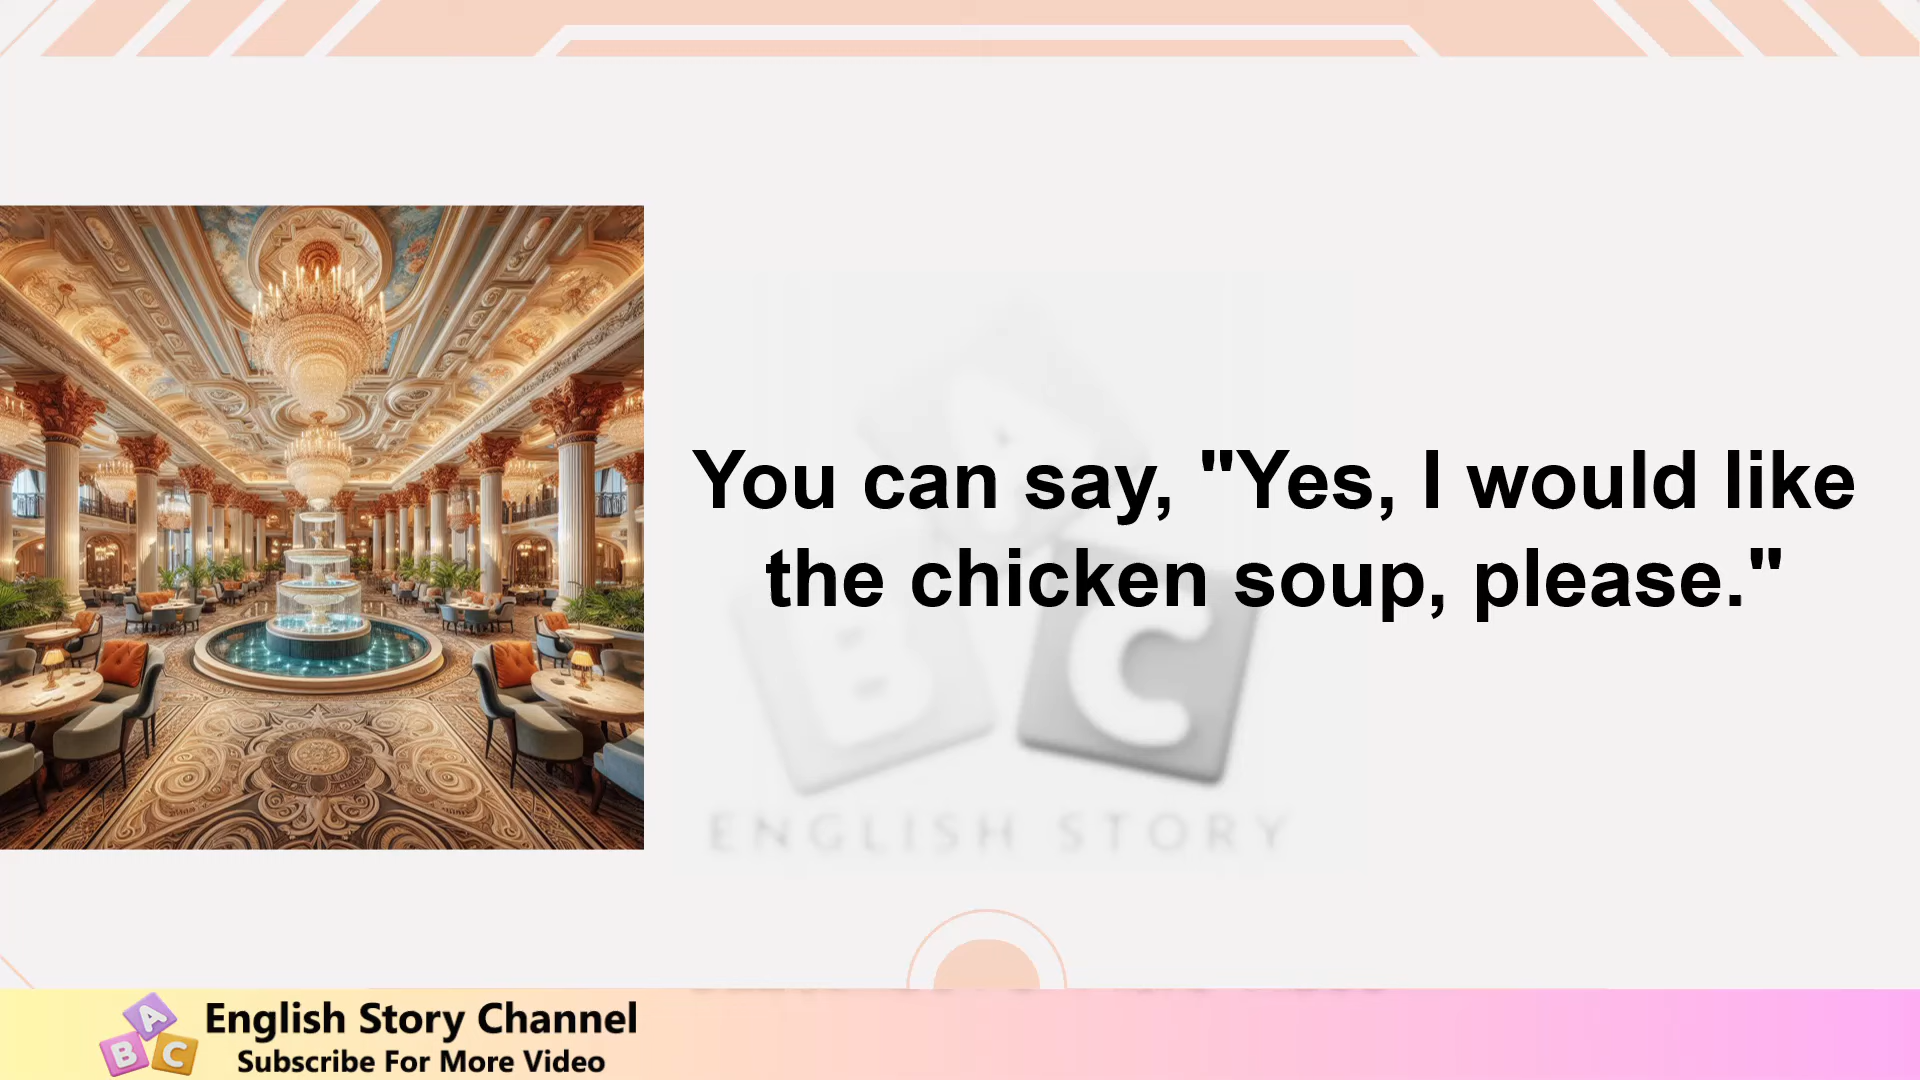 You can say, "Yes, I would like
the chicken soup, please."
A
B
C
ENGLISH STORY
A
B
C
English Story Channel
Subscribe For More Video